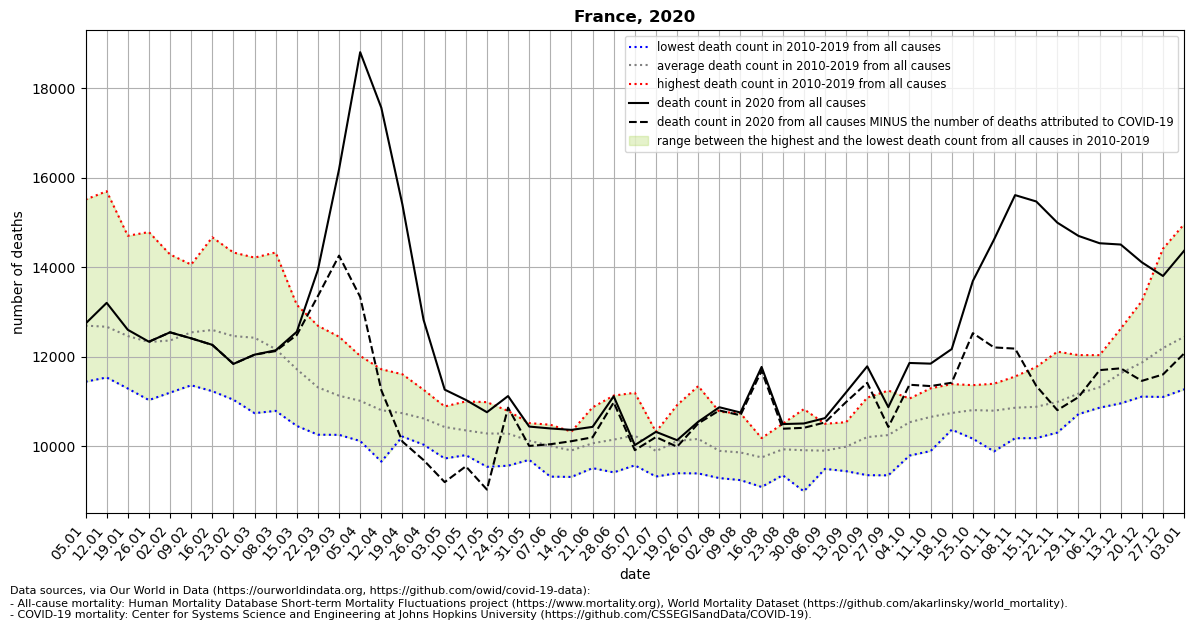 France, 2020
lowest death count in 2010-2019 from all causes
average death count in 2010-2019 from all causes
highest death count in 2010-2019 from all causes
death count in 2020 from all causes
death count in 2020 from all causes MINUS the number of deaths attributed to COVID-19
range between the highest and the lowest death count from all causes in 2010-2019
number of deaths
18000
16000
14000
12000
10000
05.01 12.01 19.01 26.01 02.02 09.02 16.02 23.02 01.03 08.03 15.03 22.03 29.03 05.04 12.04 19.04 26.04 03.05 10.05 17.05 24.05 31.05 07.06 14.06 21.06 28.06 05.07 12.07 19.07 26.07 02.08 09.08 16.08 23.08 30.08 06.09 13.09 20.09 27.09 04.10 11.10 18.10 25.10 01.11 08.11 15.11 22.11 29.11 06.12 13.12 20.12 27.12 03.01
date
Data sources, via Our World in Data (https://ourworldindata.org, https://github.com/owid/covid-19-data):
- All-cause mortality: Human Mortality Database Short-term Mortality Fluctuations project (https://www.mortality.org), World Mortality Dataset (https://github.com/akarlinsky/world_mortality).
- COVID-19 mortality: Center for Systems Science and Engineering at Johns Hopkins University (https://github.com/CSSEGISandData/COVID-19).